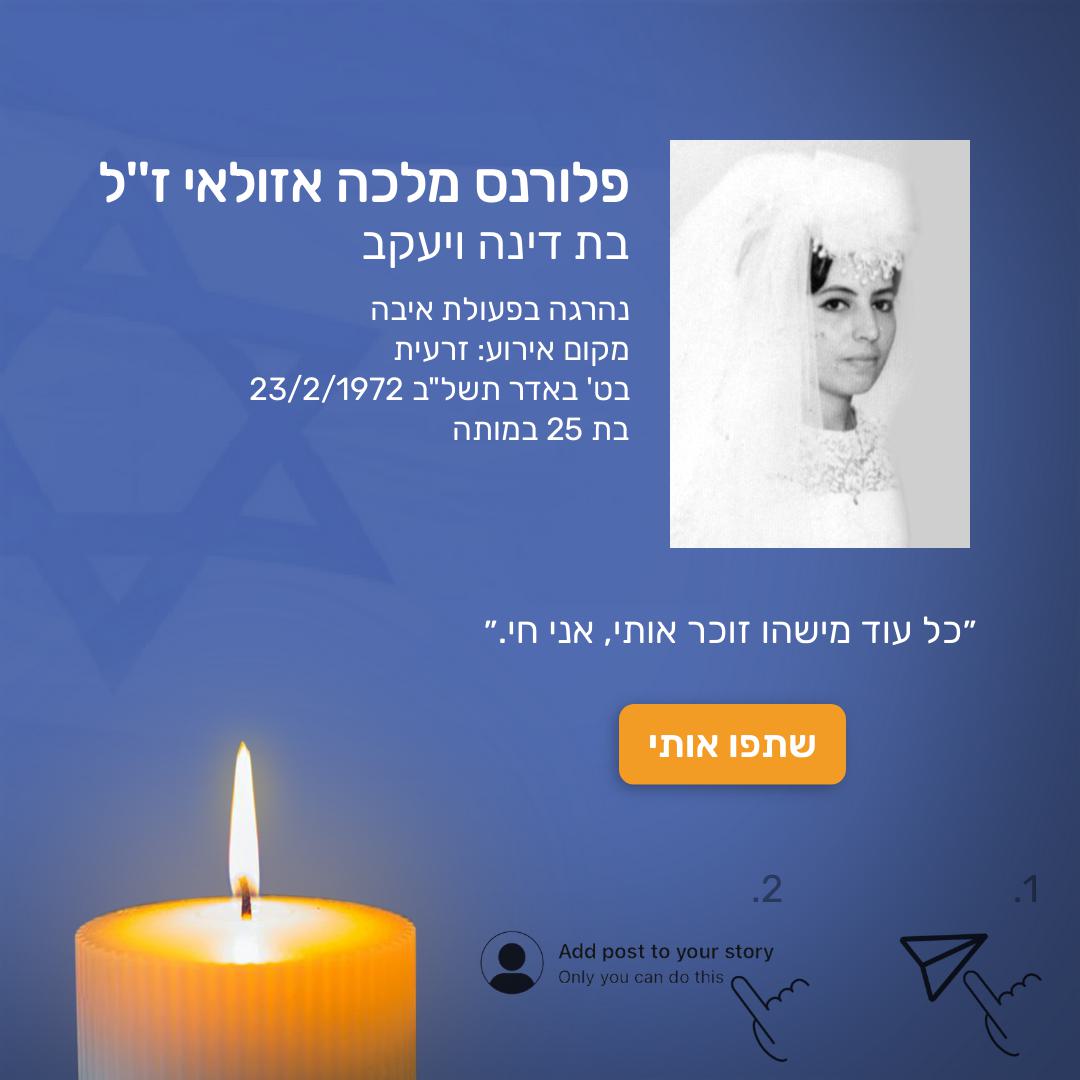 פלורנס מלכה אזולאי ז"ל
בת דינה ויעקב
נהרגה בפעולת איבה
מקום אירוע: זרעית
בט' באדר תשל"ב 23/2/1972
בת 25 במותה
״כל עוד מישהו זוכר אותי, אני חי.״
שתפו אותי
1.
2.
Add post to your story
Only you can do this